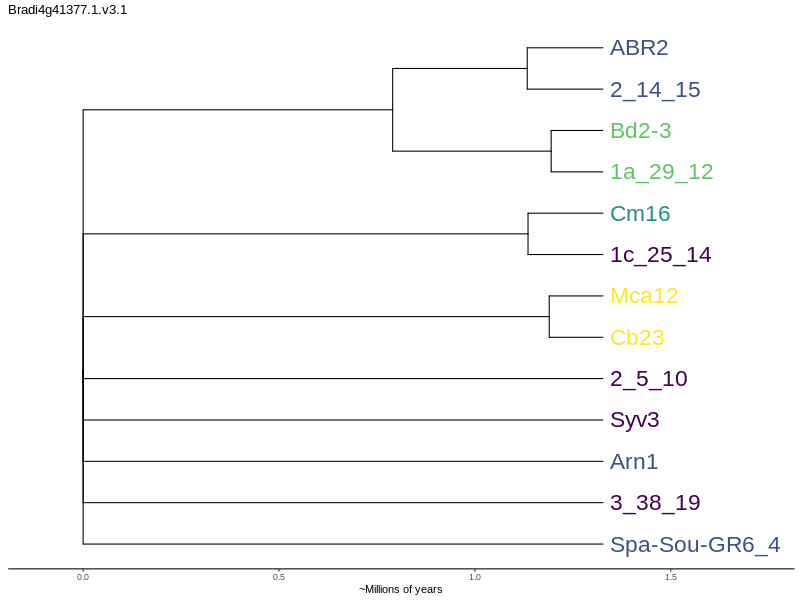 Bradi4g41377.1.v3.1
ABR2
2_14_15
Bd2-3
1a_29_12
Cm16
1c_25_14
Mca12
Cb23
2_5_10
Syv3
Arn1
3_38_19
Spa-Sou-GR6_4
0.0 0.5 1.0 1.5
~Millions of years